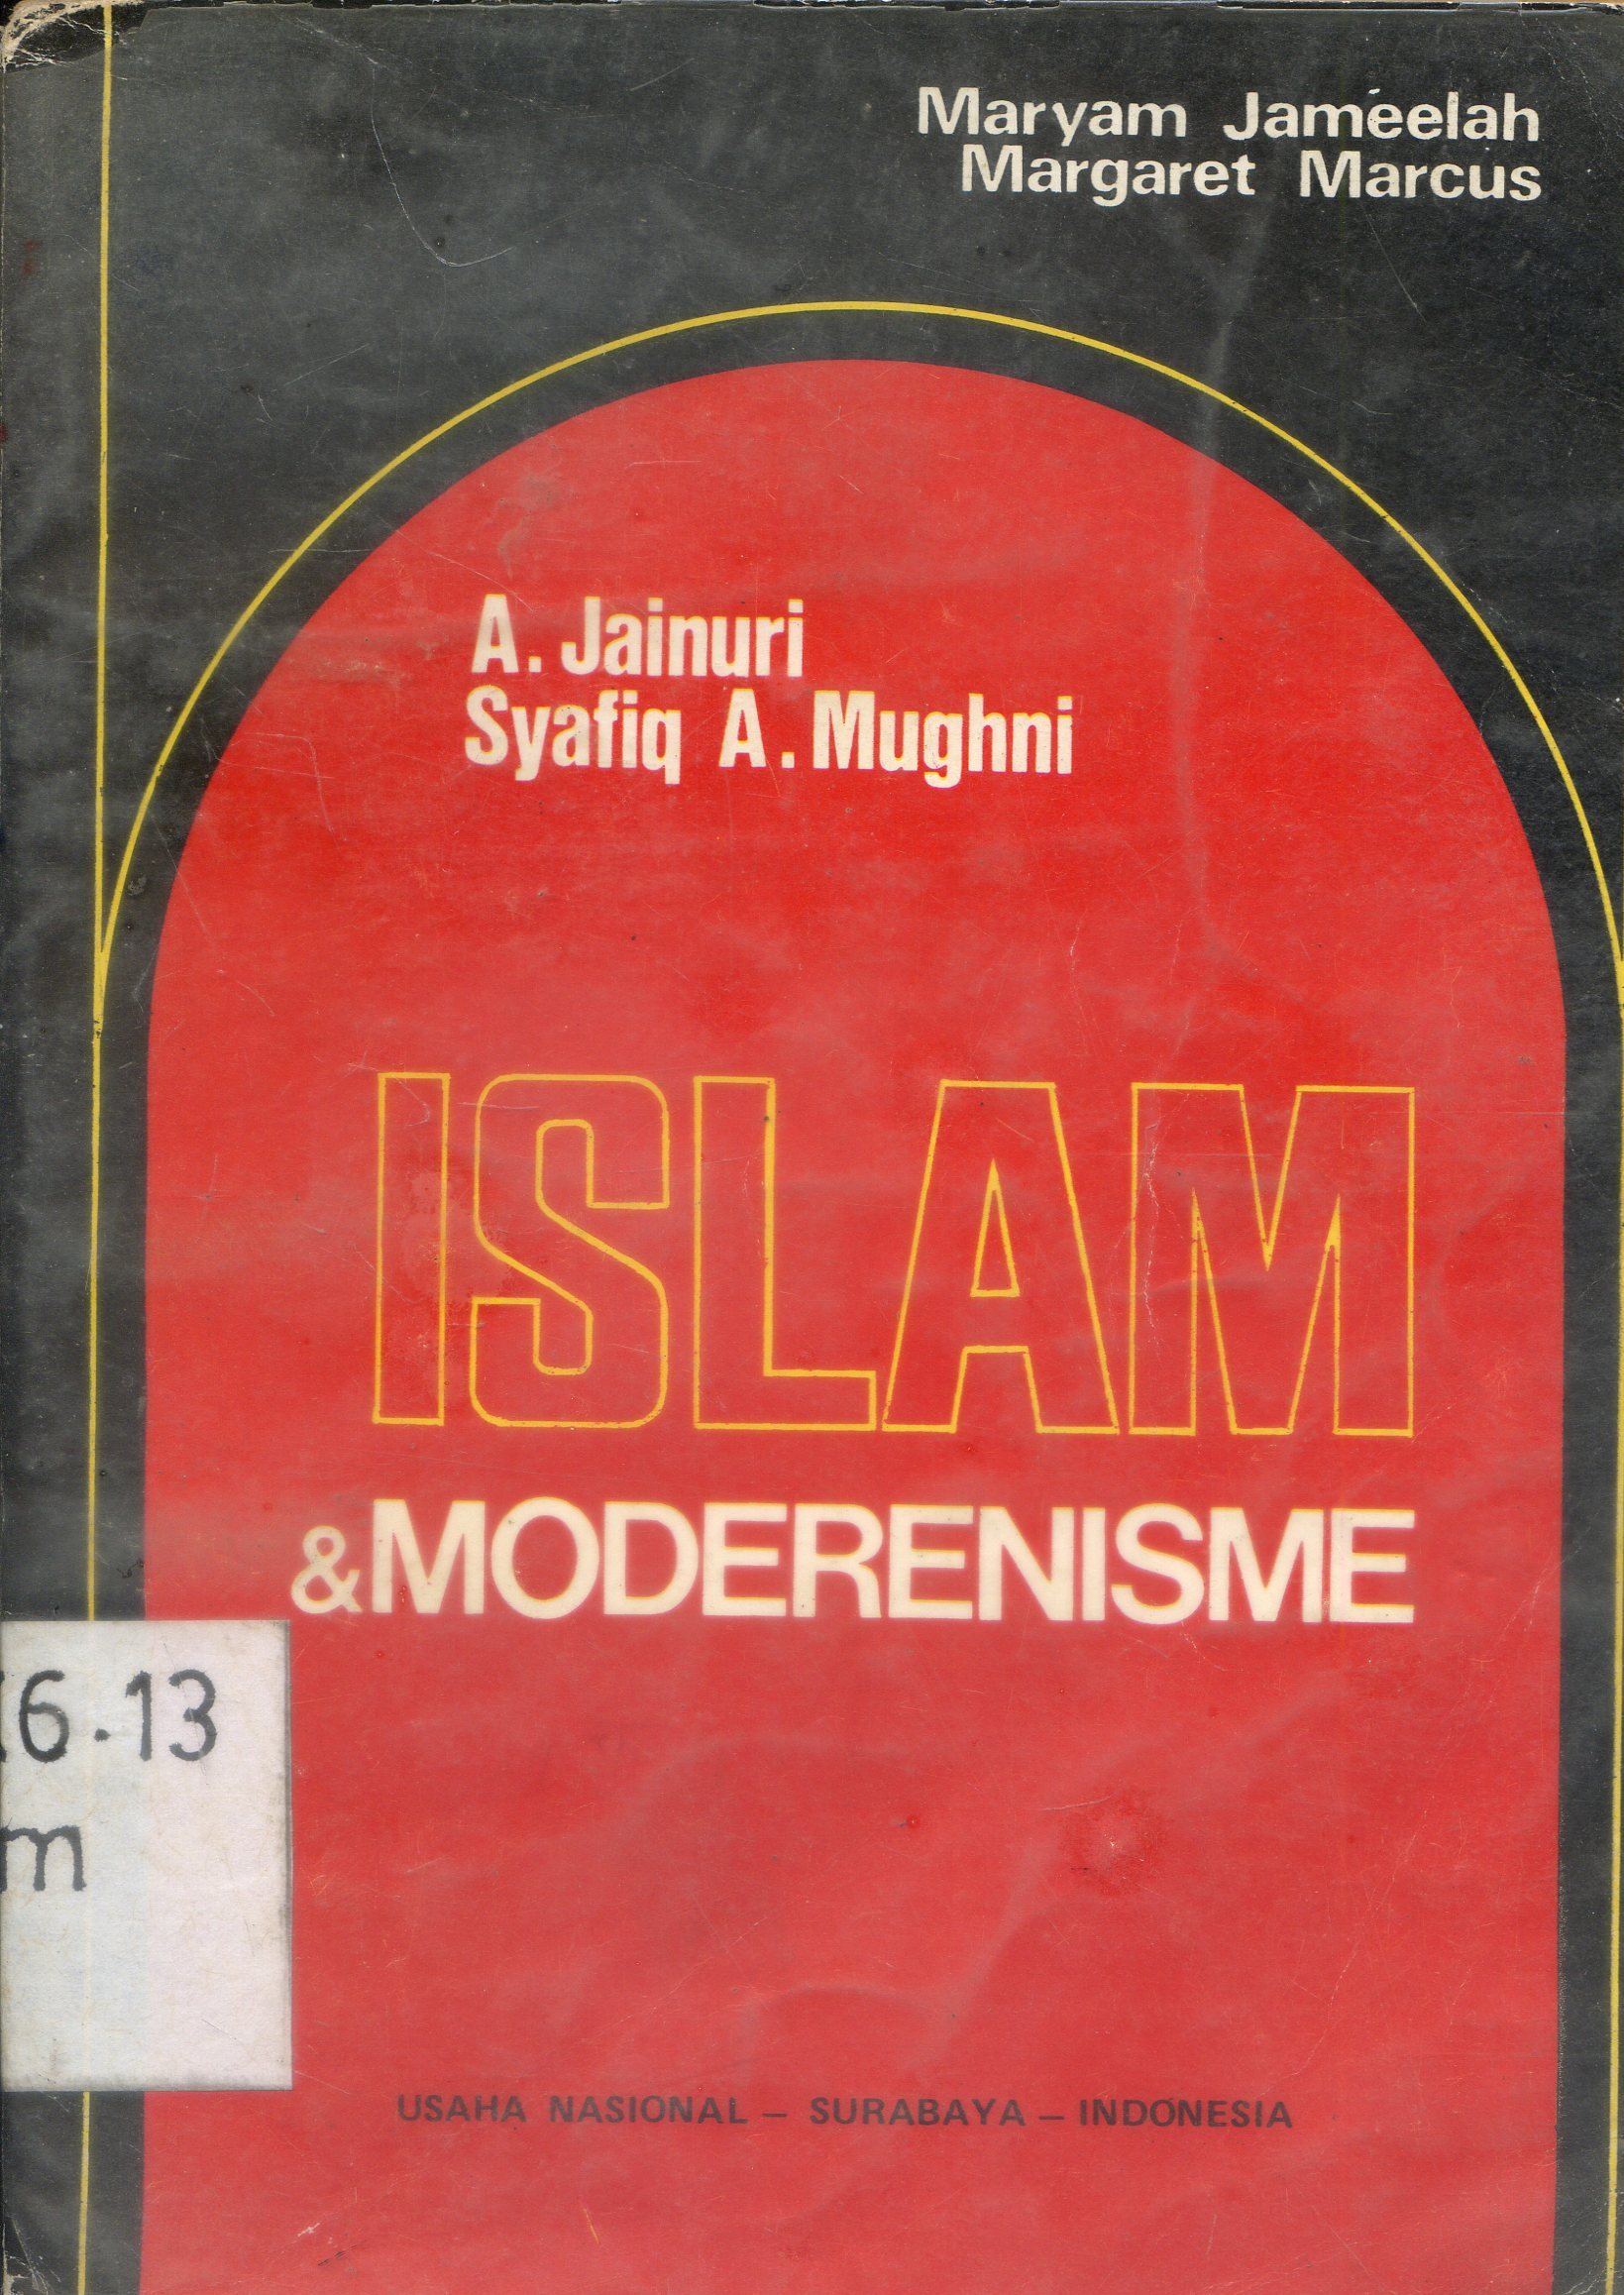 Maryam Jameelah
Margaret Marcus
A. Jainuri
Syafiq A. Mughni
ISLAM
& MODERENISME
6.13
m
USAHA NASIONAL – SURABAYA – INDONESIA